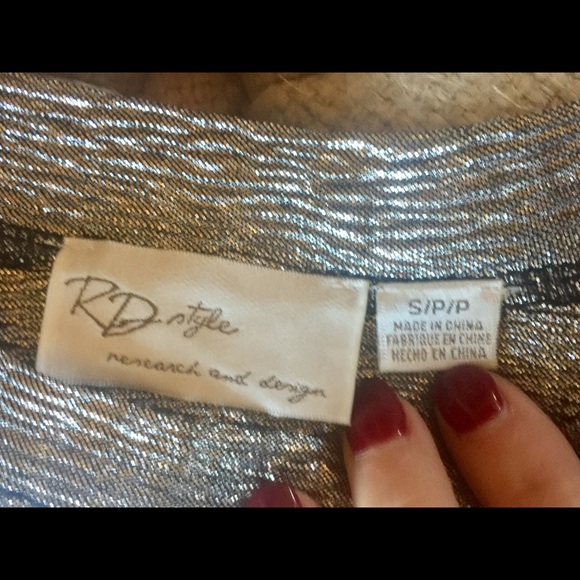 RD style
research and design
S/P/P
MADE IN CHINA
FABRIQUE EN CHINE
HECHO EN CHINA